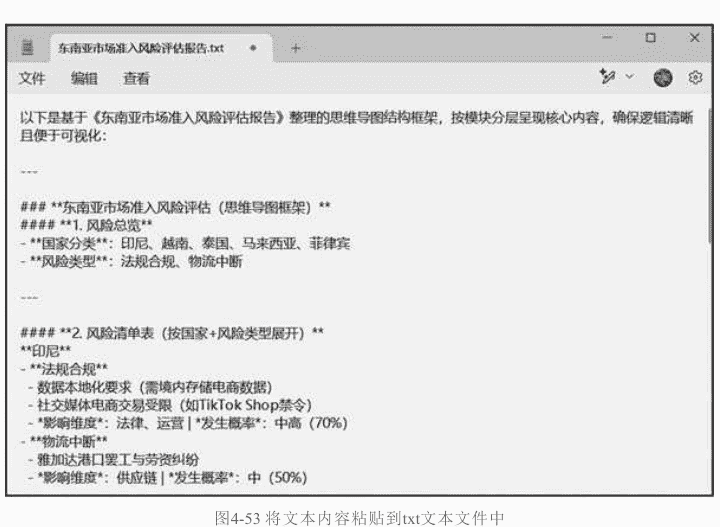 东南亚市场准入风险评估报告.txt
文件 编辑 查看
以下是基于《东南亚市场准入风险评估报告》整理的思维导图结构框架，按模块分层呈现核心内容，确保逻辑清晰
且便于可视化：
---
### **东南亚市场准入风险评估（思维导图框架）**
#### **1. 风险总览**
- **国家分类**：印尼、越南、泰国、马来西亚、菲律宾
- **风险类型**：法规合规、物流中断
---
#### **2. 风险清单表（按国家+风险类型展开）**
**印尼**
- **法规合规**
- 数据本地化要求（需境内存储电商数据）
- 社交媒体电商交易受限（如TikTok Shop禁令）
- *影响维度*：法律、运营 | *发生概率*：中高（70%）
- **物流中断**
- 雅加达港口罢工与劳资纠纷
- *影响维度*：供应链 | *发生概率*：中（50%）
图4-53 将文本内容粘贴到txt文本文件中